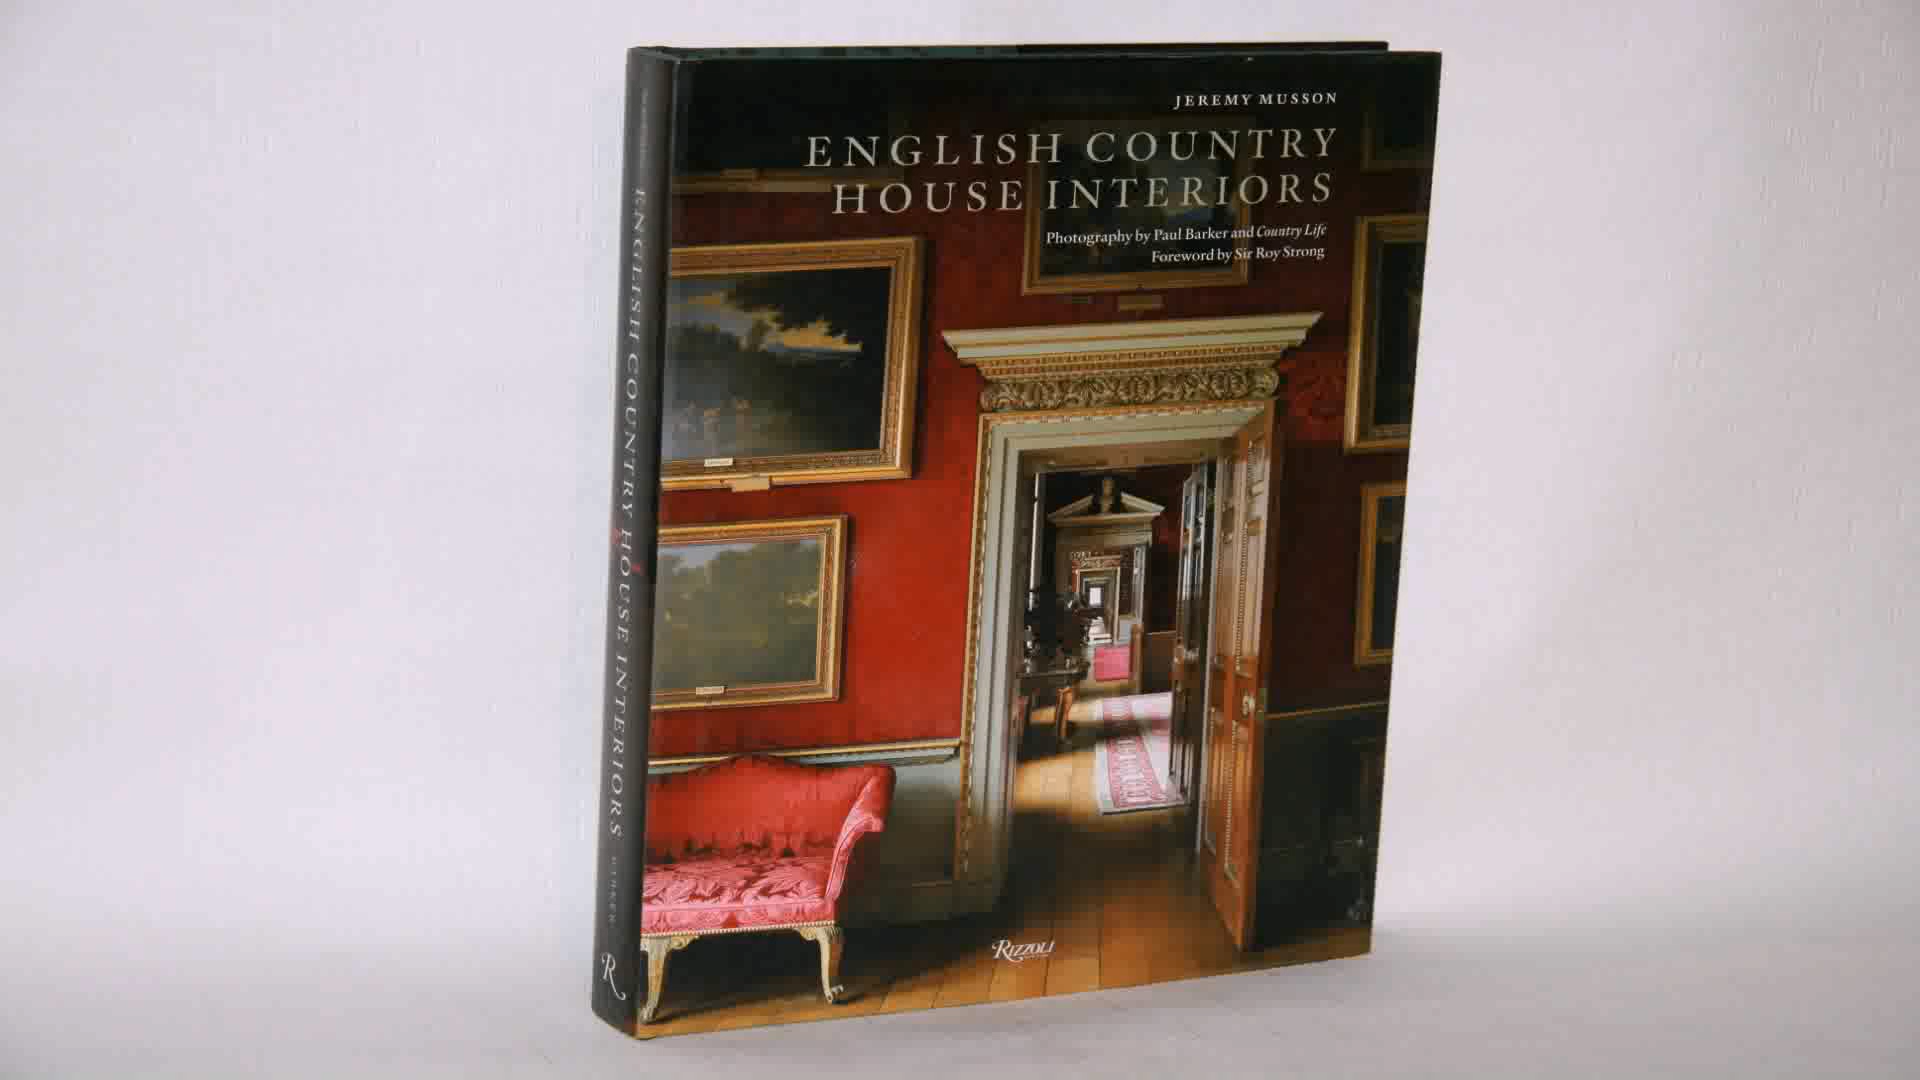 JEREMY MUSSON
ENGLISH COUNTRY
HOUSE INTERIORS
Photography by Paul Barker and Country Life
Foreword by Sir Roy Strong
RIZZOLI
ENGLISH COUNTRY HOUSE INTERIORS
R